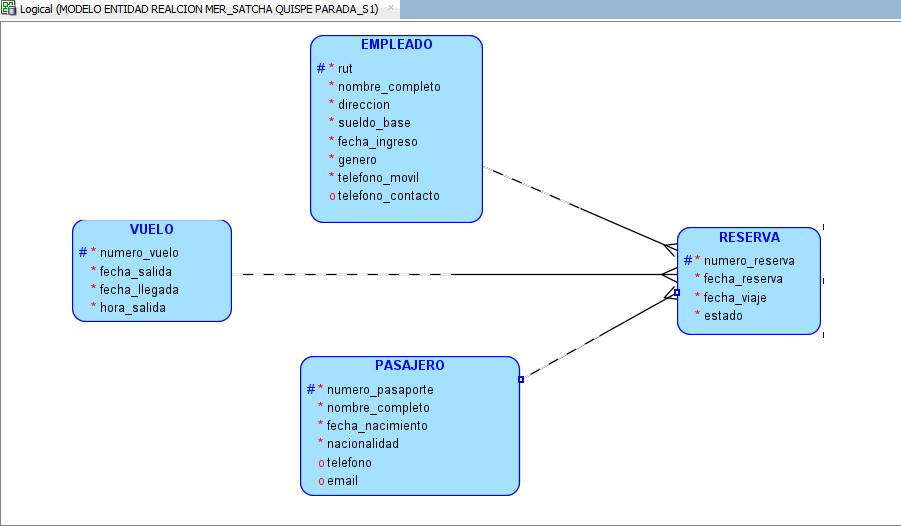 Logical (MODELO ENTIDAD REALCION MER_SATCHA QUISPE PARADA_S1)
EMPLEADO
# * rut
* nombre_completo
* direccion
* sueldo_base
* fecha_ingreso
* genero
* telefono_movil
o telefono_contacto
VUELO
# * numero_vuelo
* fecha_salida
* fecha_llegada
* hora_salida
RESERVA
# * numero_reserva
* fecha_reserva
* fecha_viaje
* estado
PASAJERO
# * numero_pasaporte
* nombre_completo
* fecha_nacimiento
* nacionalidad
o telefono
o email